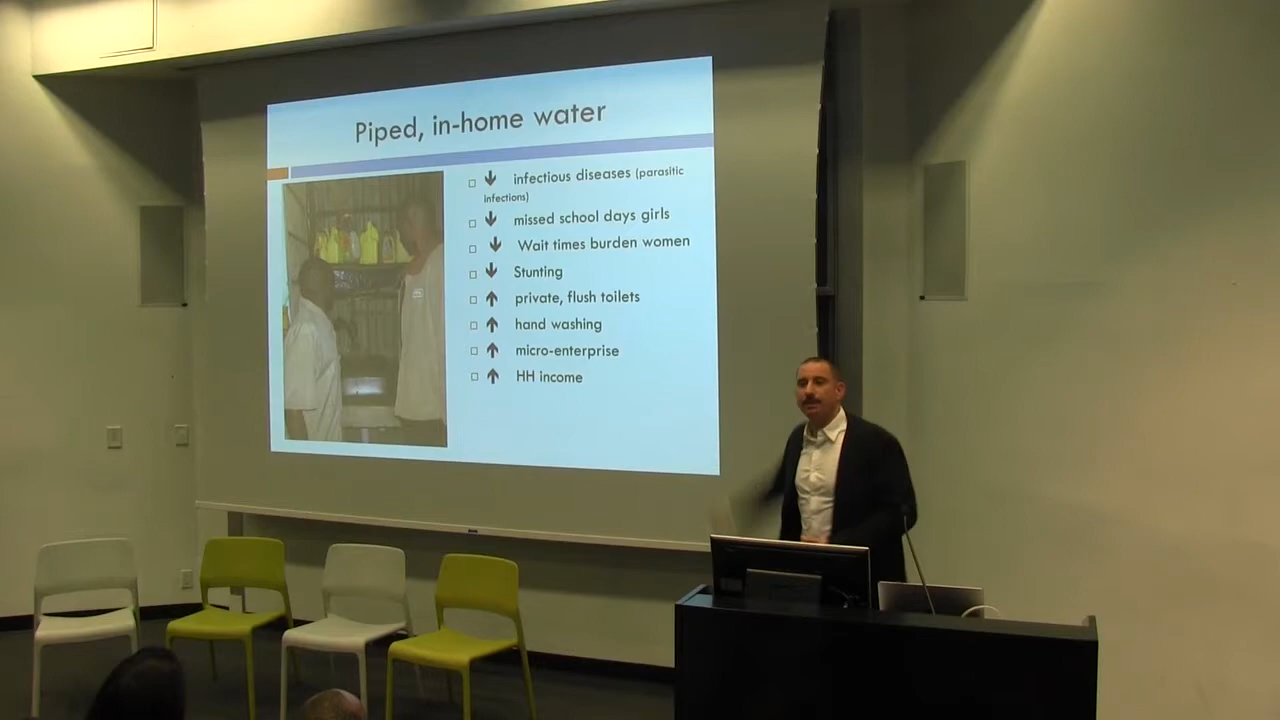 Piped, in-home water
□ ↓ infectious diseases (parasitic
infections)
□ ↓ missed school days girls
□ ↓ Wait times burden women
□ ↓ Stunting
□ ↑ private, flush toilets
□ ↑ hand washing
□ ↑ micro-enterprise
□ ↑ HH income